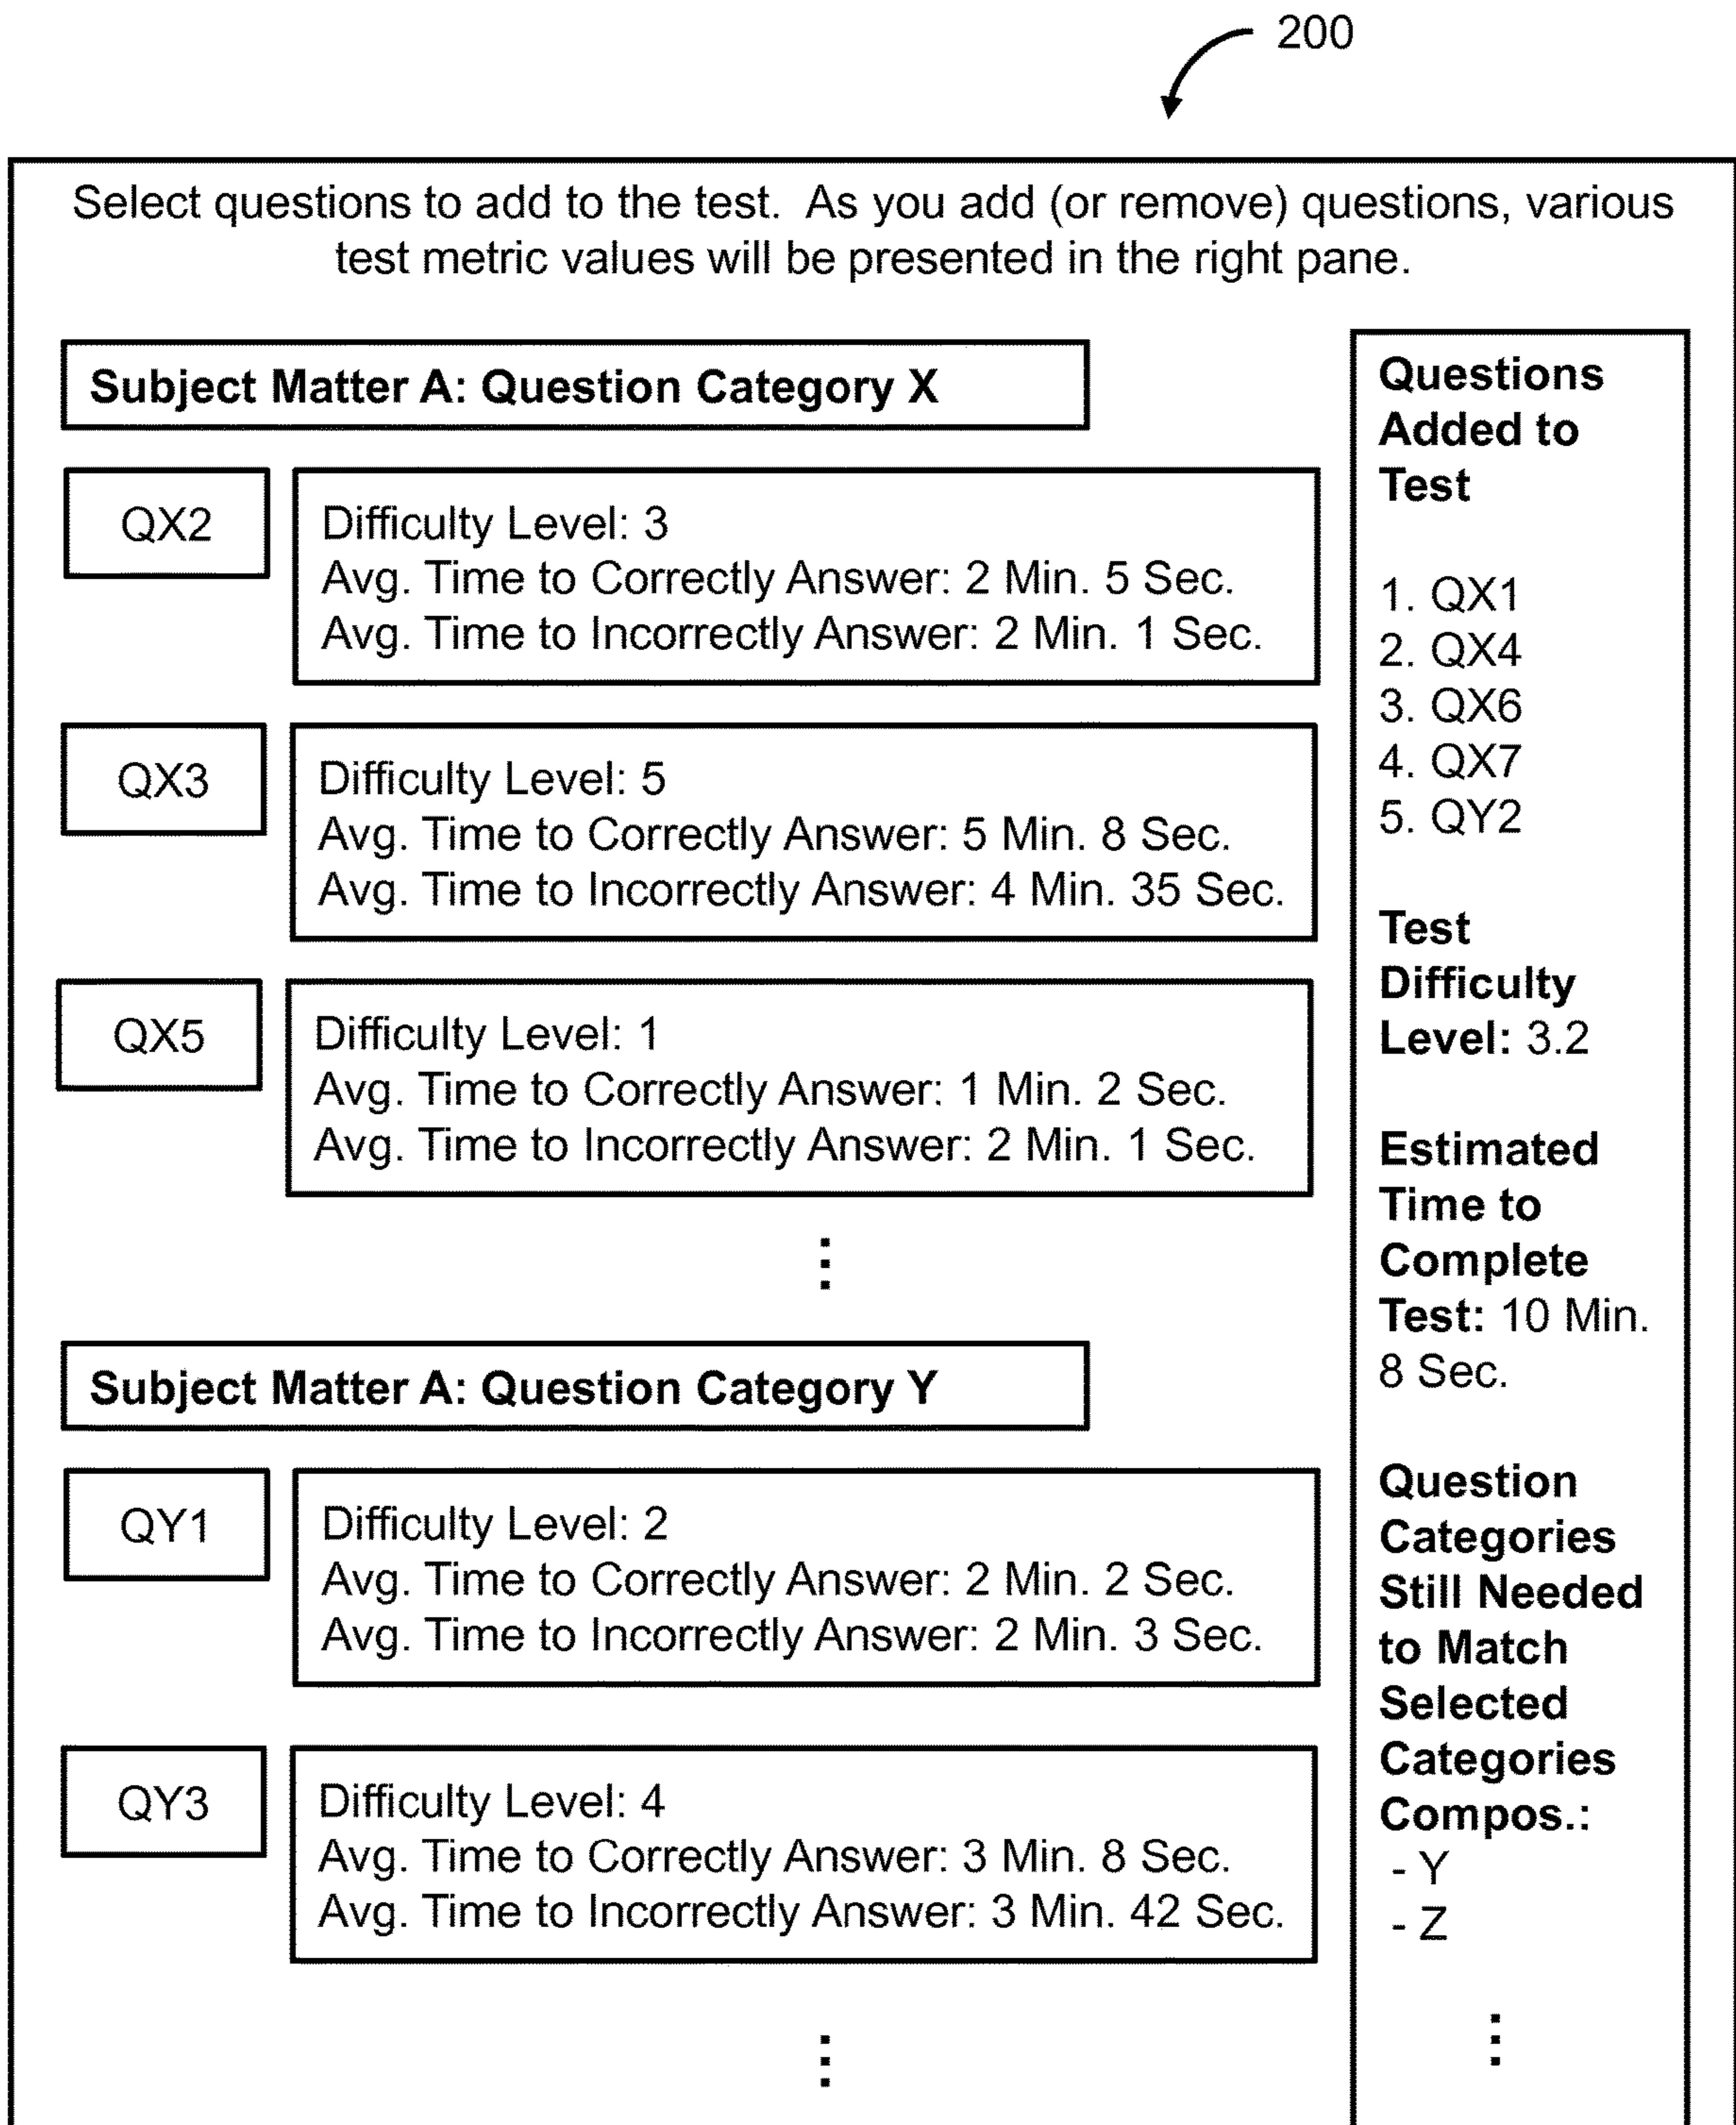 200
Select questions to add to the test.  As you add (or remove) questions, various
test metric values will be presented in the right pane.
Subject Matter A: Question Category X
QX2
Difficulty Level: 3
Avg. Time to Correctly Answer: 2 Min. 5 Sec.
Avg. Time to Incorrectly Answer: 2 Min. 1 Sec.
QX3
Difficulty Level: 5
Avg. Time to Correctly Answer: 5 Min. 8 Sec.
Avg. Time to Incorrectly Answer: 4 Min. 35 Sec.
QX5
Difficulty Level: 1
Avg. Time to Correctly Answer: 1 Min. 2 Sec.
Avg. Time to Incorrectly Answer: 2 Min. 1 Sec.
⋮
Subject Matter A: Question Category Y
QY1
Difficulty Level: 2
Avg. Time to Correctly Answer: 2 Min. 2 Sec.
Avg. Time to Incorrectly Answer: 2 Min. 3 Sec.
QY3
Difficulty Level: 4
Avg. Time to Correctly Answer: 3 Min. 8 Sec.
Avg. Time to Incorrectly Answer: 3 Min. 42 Sec.
⋮
Questions
Added to
Test
1. QX1
2. QX4
3. QX6
4. QX7
5. QY2
Test
Difficulty
Level: 3.2
Estimated
Time to
Complete
Test: 10 Min.
8 Sec.
Question
Categories
Still Needed
to Match
Selected
Categories
Compos.:
- Y
- Z
⋮